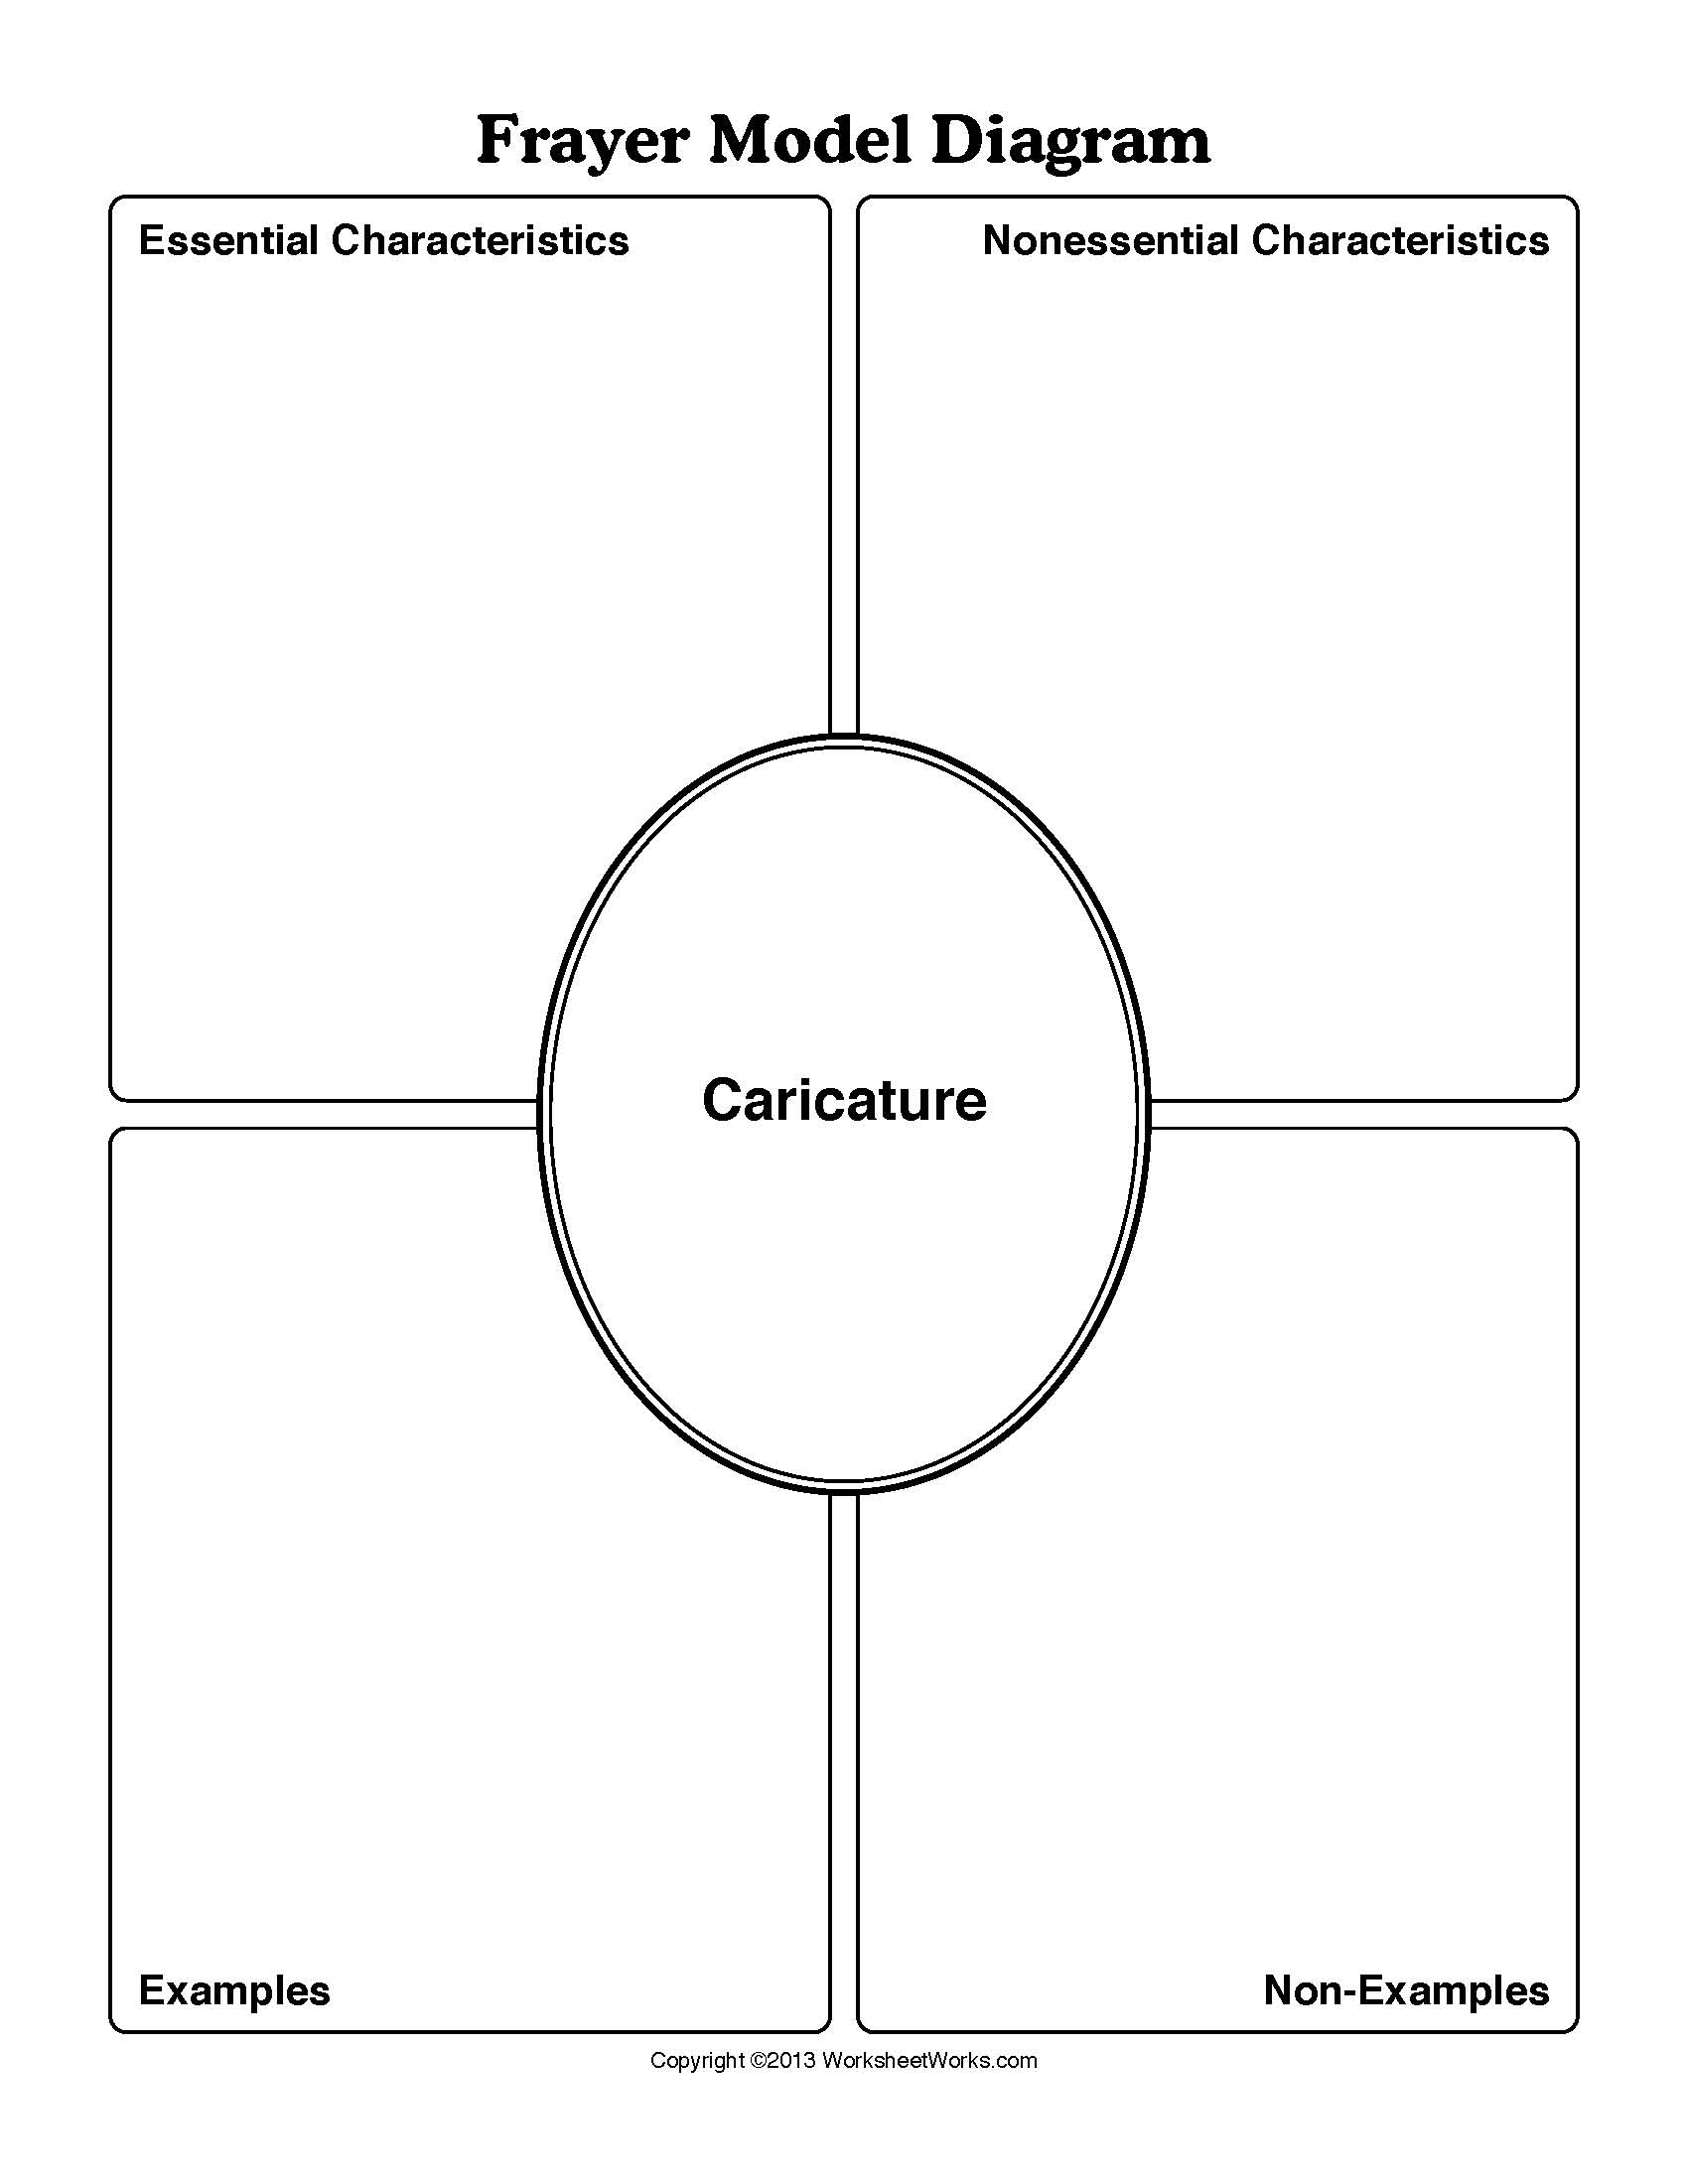 Frayer Model Diagram
Essential Characteristics
Nonessential Characteristics
Caricature
Examples
Non-Examples
Copyright ©2013 WorksheetWorks.com